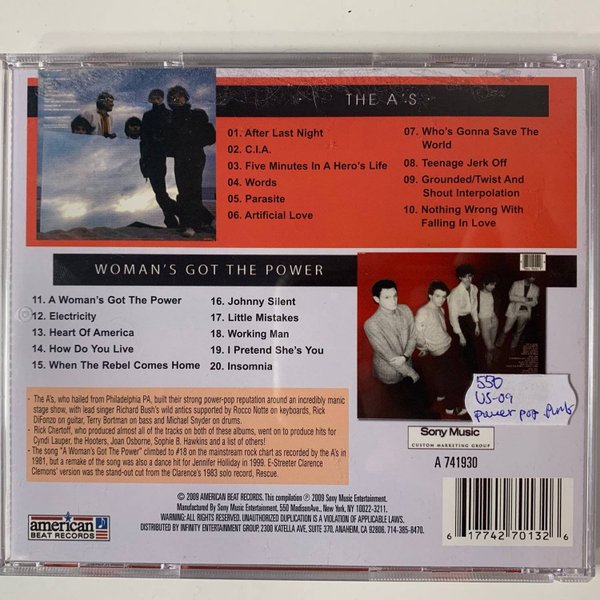 THE A'S
01. After Last Night
02. C.I.A.
03. Five Minutes In A Hero's Life
04. Words
05. Parasite
06. Artificial Love
07. Who's Gonna Save The
World
08. Teenage Jerk Off
09. Grounded/Twist And
Shout Interpolation
10. Nothing Wrong With
Falling In Love
WOMAN'S GOT THE POWER
11. A Woman's Got The Power
12. Electricity
13. Heart Of America
14. How Do You Live
15. When The Rebel Comes Home
16. Johnny Silent
17. Little Mistakes
18. Working Man
19. I Pretend She's You
20. Insomnia
550
US-09
power pop, punk
- The A's, who hailed from Philadelphia PA, built their strong power-pop reputation around an incredibly manic
stage show, with lead singer Richard Bush's wild antics supported by Rocco Notte on keyboards, Rick
DiFonzo on guitar, Terry Bortman on bass and Michael Snyder on drums.
- Rick Chertoff, who produced almost all of the tracks on both of these albums, went on to produce hits for
Cyndi Lauper, the Hooters, Joan Osborne, Sophie B. Hawkins and a list of others!
- The song "A Woman's Got The Power" climbed to #18 on the mainstream rock chart as recorded by the A's in
1981, but a remake of the song was also a dance hit for Jennifer Holliday in 1999. E-Streeter Clarence
Clemons' version was the stand-out cut from the Clarence's 1983 solo record, Rescue.
Sony Music
CUSTOM MARKETING GROUP
A 741930
american
BEAT RECORDS
© 2009 AMERICAN BEAT RECORDS. This compilation ℗ 2009 Sony Music Entertainment.
Manufactured By Sony Music Entertainment, 550 MadisonAve., New York, NY 10022-3211.
WARNING: ALL RIGHTS RESERVED. UNAUTHORIZED DUPLICATION IS A VIOLATION OF APPLICABLE LAWS.
DISTRIBUTED BY INFINITY ENTERTAINMENT GROUP, 2300 KATELLA AVE, SUITE 370, ANAHEIM, CA 92806. 714-385-8470.
6 17742 70132 6